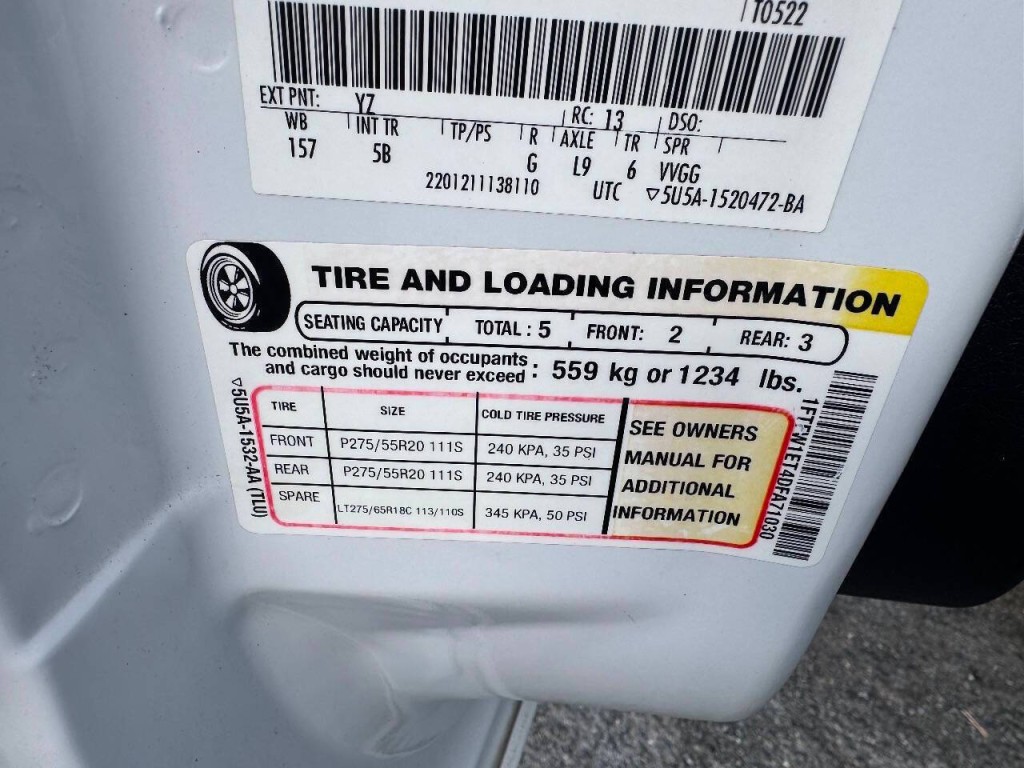 T0522
EXT PNT: YZ RC: 13 DSO:
WB INT TR TP/PS R AXLE TR SPR
157 5B G L9 6 VVGG
2201211138110 UTC ▽5U5A-1520472-BA
TIRE AND LOADING INFORMATION
SEATING CAPACITY TOTAL : 5 FRONT: 2 REAR: 3
The combined weight of occupants
and cargo should never exceed : 559 kg or 1234 lbs.
TIRE SIZE COLD TIRE PRESSURE
FRONT P275/55R20 111S 240 KPA, 35 PSI
REAR P275/55R20 111S 240 KPA, 35 PSI
SPARE LT275/65R18C 113/110S 345 KPA, 50 PSI
SEE OWNERS
MANUAL FOR
ADDITIONAL
INFORMATION
▽5U5A-1532-AA (TLU)